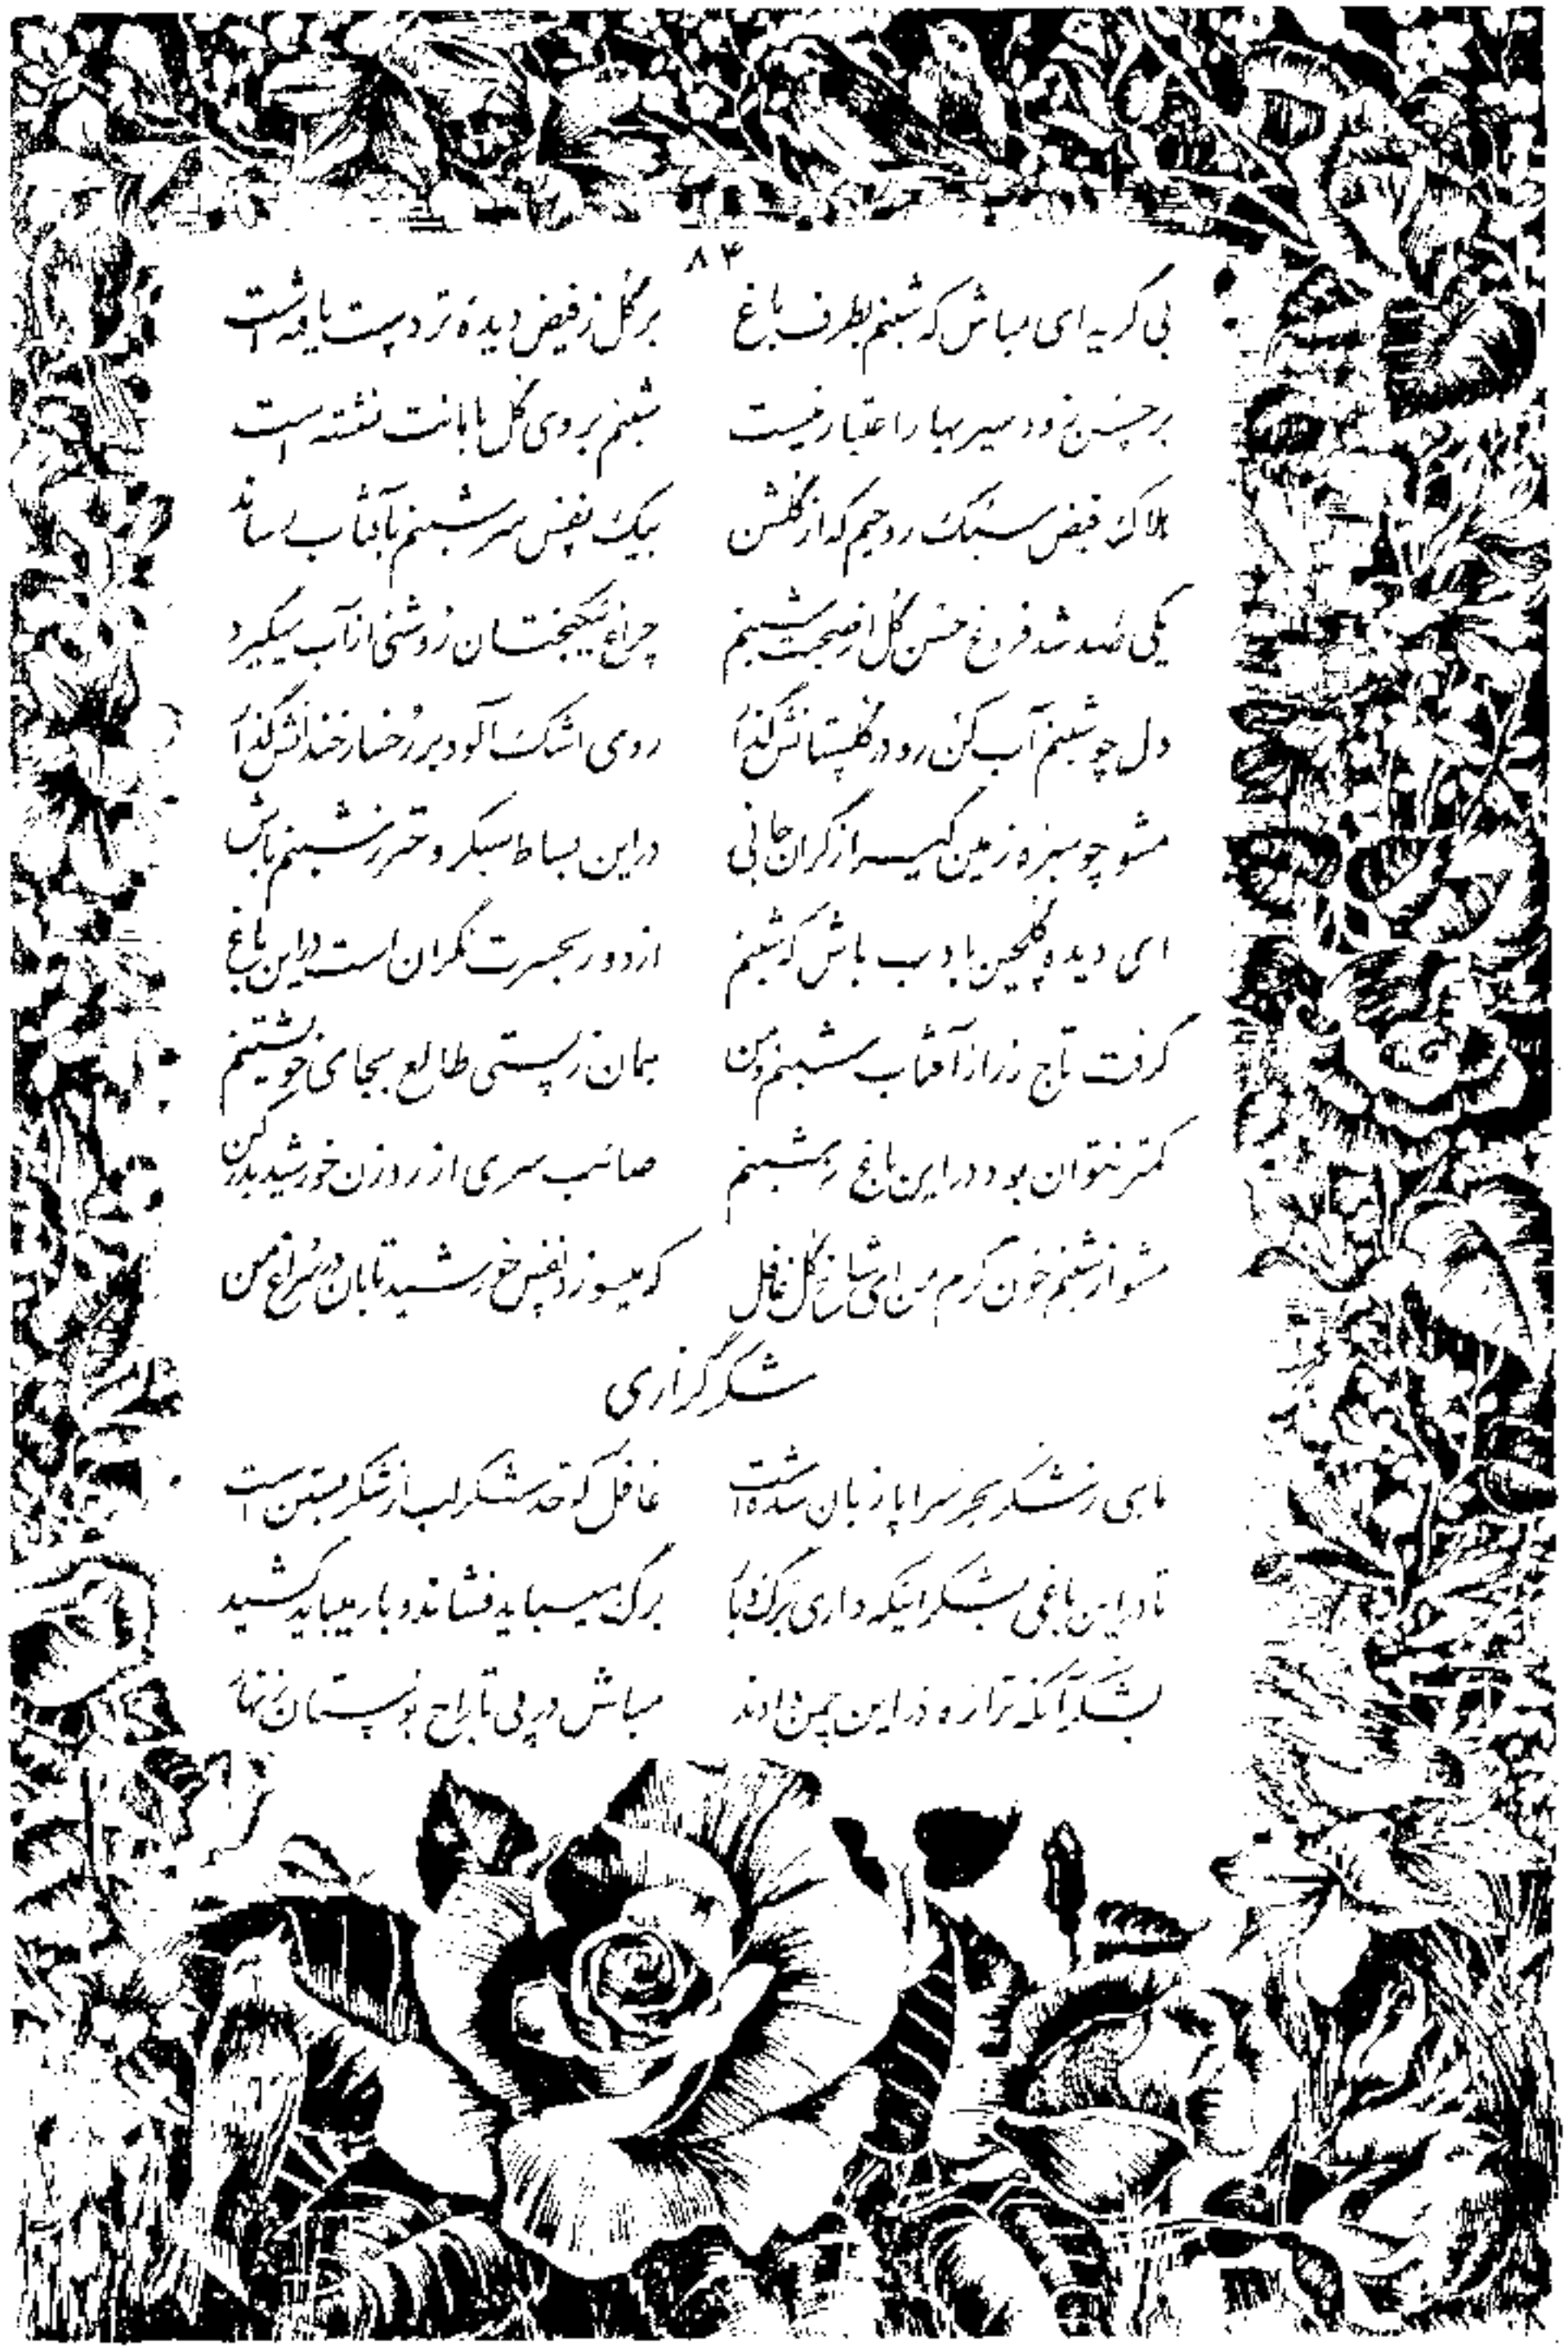 ۸۴
بی گریه ای مباش که شبنم بطرف باغ برگل ز فیض دیده تر دست یافته است
بر چشم زود سیر بهار اعتبار نیست شبنم بروی گل بامانت نشسته است
هلاک فیض سبک روحیم که از گلشن بیک نفس سر شبنم بآفتاب رساند
یکی صد شد فروغ حسن گل از صحبت شبنم چراغ نیکبختان روشنی از آب میگیرد
دل چو شبنم آب کن رو در گلستانش گذار روی اشک آلود بر رخسار خندانش گذار
مشو چو سبزه زمین گیر از گران جانی در این بساط سبکروحتر ز شبنم باش
ای دیده گلچین بادب باش که شبنم از دور بحسرت نگران است در این باغ
گرفت تاج زر از آفتاب شبنم و من همان ز پستی طالع بجای خویشتنم
کمتر نتوان بود در این باغ ز شبنم صائب سری از روزن خورشید بدر کن
مشو از شبنم خون گرم من ای شاخ گل غافل که میسوزد نفس خورشید تابان در سراغ من
شکرگزاری
ماهی ز شکر بحر سراپا زبان شده است غافل که حد شکر لب از شکر بستن است
تا در این باغی بشکر اینکه داری برگ و بار برگ میباید فشاند و بار میباید کشید
بشکر آنکه ترا ره در این چمن دادند مباش در پی تاراج بوستان زنهار